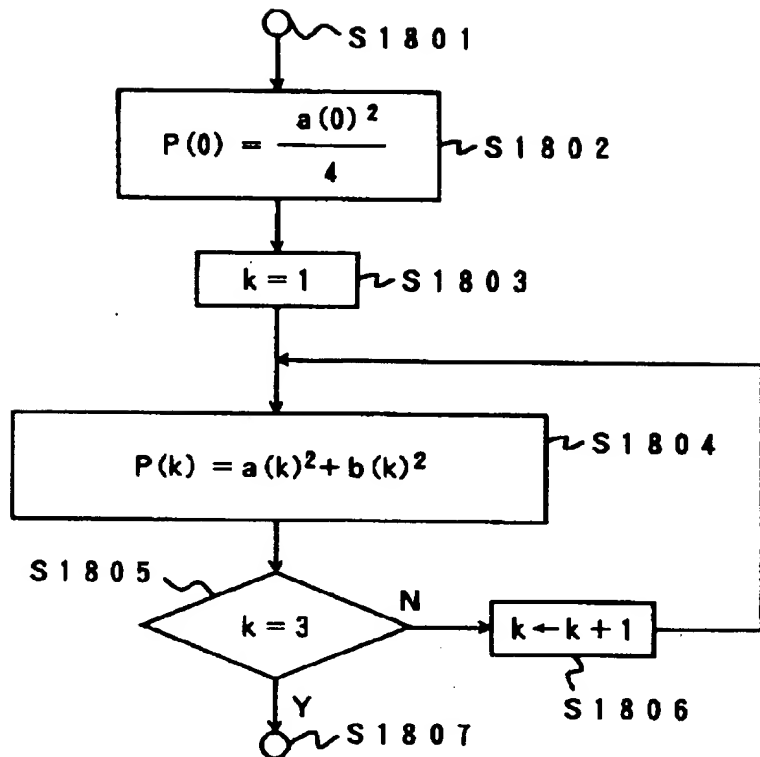 S1801
P(0) = a(0)²/4
S1802
k = 1
S1803
P(k) = a(k)²+b(k)²
S1804
S1805
k = 3
N
k←k+1
S1806
Y
S1807